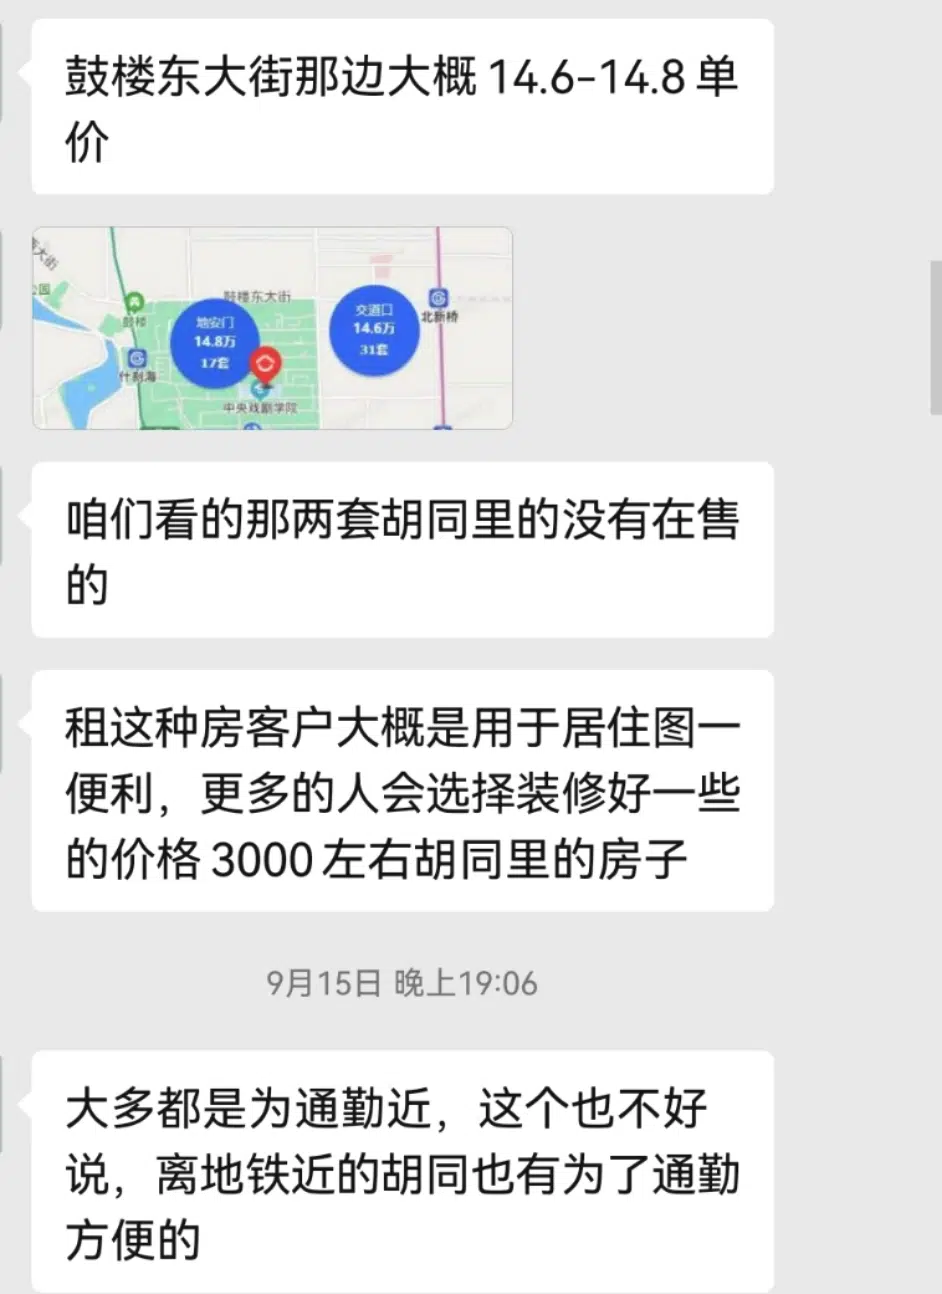 鼓楼东大街那边大概14.6-14.8单
价
鼓楼东大街
地安门
14.8万
17套
交道口
14.6万
31套
北新桥
鼓楼
什刹海
中央戏剧学院
咱们看的那两套胡同里的没有在售
的
租这种房客户大概是用于居住图一
便利，更多的人会选择装修好一些
的价格3000左右胡同里的房子
9月15日 晚上19:06
大多都是为通勤近，这个也不好
说，离地铁近的胡同也有为了通勤
方便的